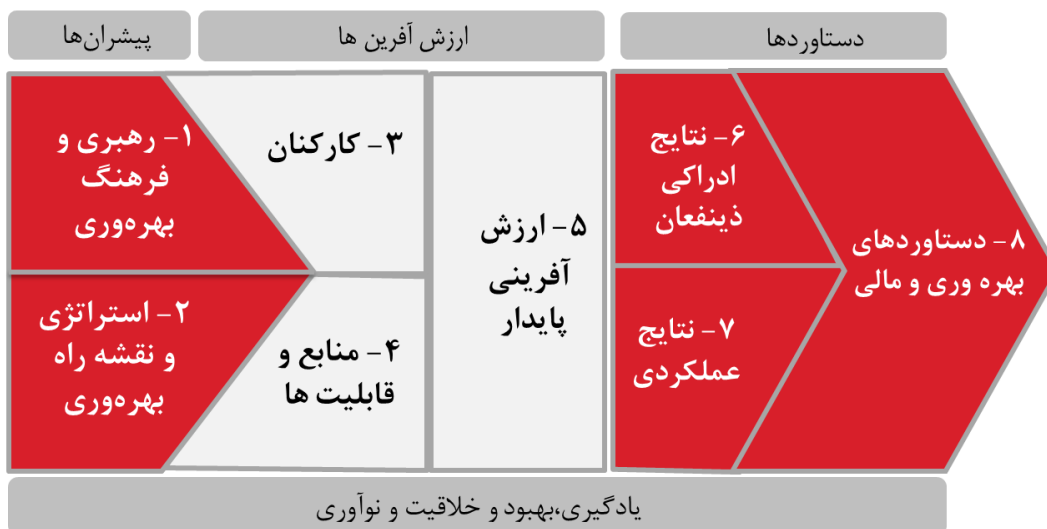 پیشران‌ها
ارزش آفرین ها
دستاوردها
۱- رهبری و
فرهنگ
بهره‌وری
۲- استراتژی
و نقشه راه
بهره‌وری
۳- کارکنان
۴- منابع و
قابلیت ها
۵- ارزش
آفرینی
پایدار
۶- نتایج
ادراکی
ذینفعان
۷- نتایج
عملکردی
۸- دستاوردهای
بهره وری و مالی
یادگیری،بهبود و خلاقیت و نوآوری